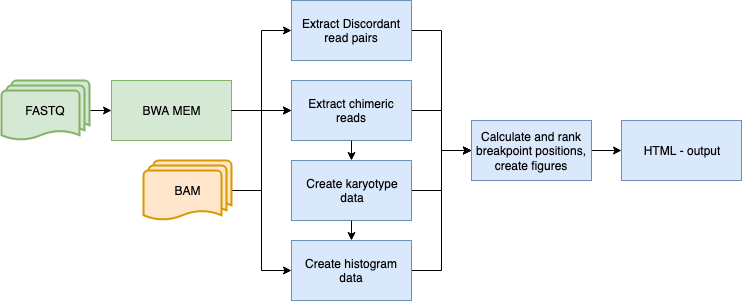 Extract Discordant
read pairs
FASTQ
BWA MEM
Extract chimeric
reads
Calculate and rank
breakpoint positions,
create figures
HTML - output
BAM
Create karyotype
data
Create histogram
data